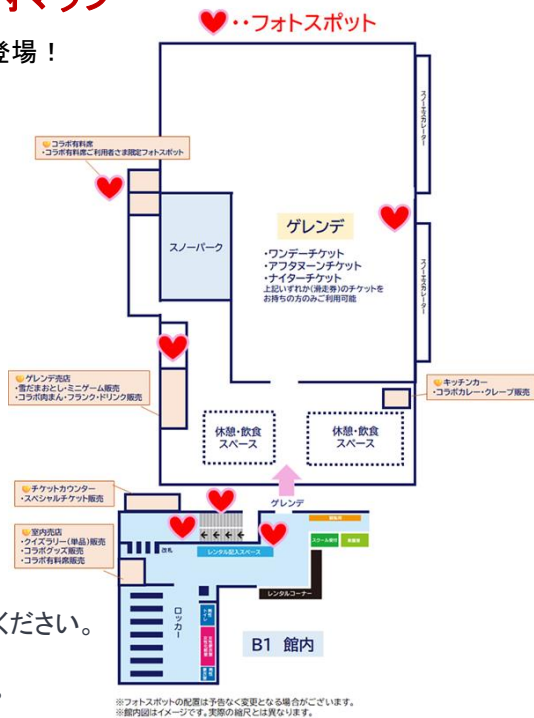 マップ
・・フォトスポット
登場！
コラボ有料席
・コラボ有料席ご利用者さま限定フォトスポット
スノーエスカレーター
スノーパーク
ゲレンデ
・ワンデーチケット
・アフタヌーンチケット
・ナイターチケット
上記いずれか(滑走券)のチケットを
お持ちの方のみご利用可能
スノーエスカレーター
ゲレンデ売店
・雪だまおとし・ミニゲーム販売
・コラボ肉まん・フランク・ドリンク販売
キッチンカー
・コラボカレー・クレープ販売
休憩・飲食
スペース
休憩・飲食
スペース
チケットカウンター
・スペシャルチケット販売
ゲレンデ
室内売店
・クイズラリー(単品)販売
・コラボグッズ販売
・コラボ有料席販売
改札
レンタル記入スペース
スクール受付
レンタルコーナー
ロッカー
トイレ
ください。
B1 館内
。
※フォトスポットの配置は予告なく変更となる場合がございます。
※館内図はイメージです。実際の縮尺とは異なります。